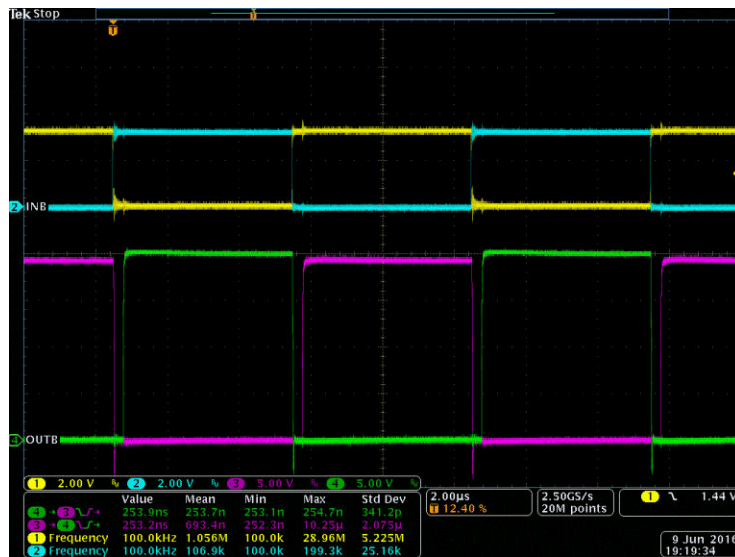 Tek Stop
T
T
2 INB
4 OUTB
1 2.00 V 2 2.00 V 3 5.00 V 4 5.00 V
Value Mean Min Max Std Dev
4 → 3 253.9ns 253.7n 253.1n 254.7n 341.2p
3 → 4 253.2ns 693.4n 252.3n 10.25µ 2.075µ
1 Frequency 100.0kHz 1.056M 100.0k 28.96M 5.225M
2 Frequency 100.0kHz 106.9k 100.0k 199.3k 25.16k
2.00µs
T 12.40 %
2.50GS/s
20M points
1 1.44 V
9 Jun 2016
19:19:34